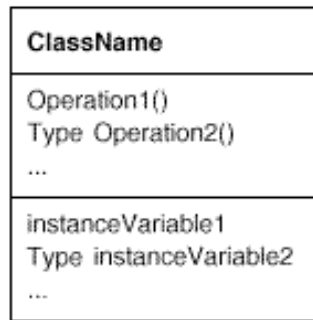 ClassName
Operation1()
Type Operation2()
...
instanceVariable1
Type instanceVariable2
...